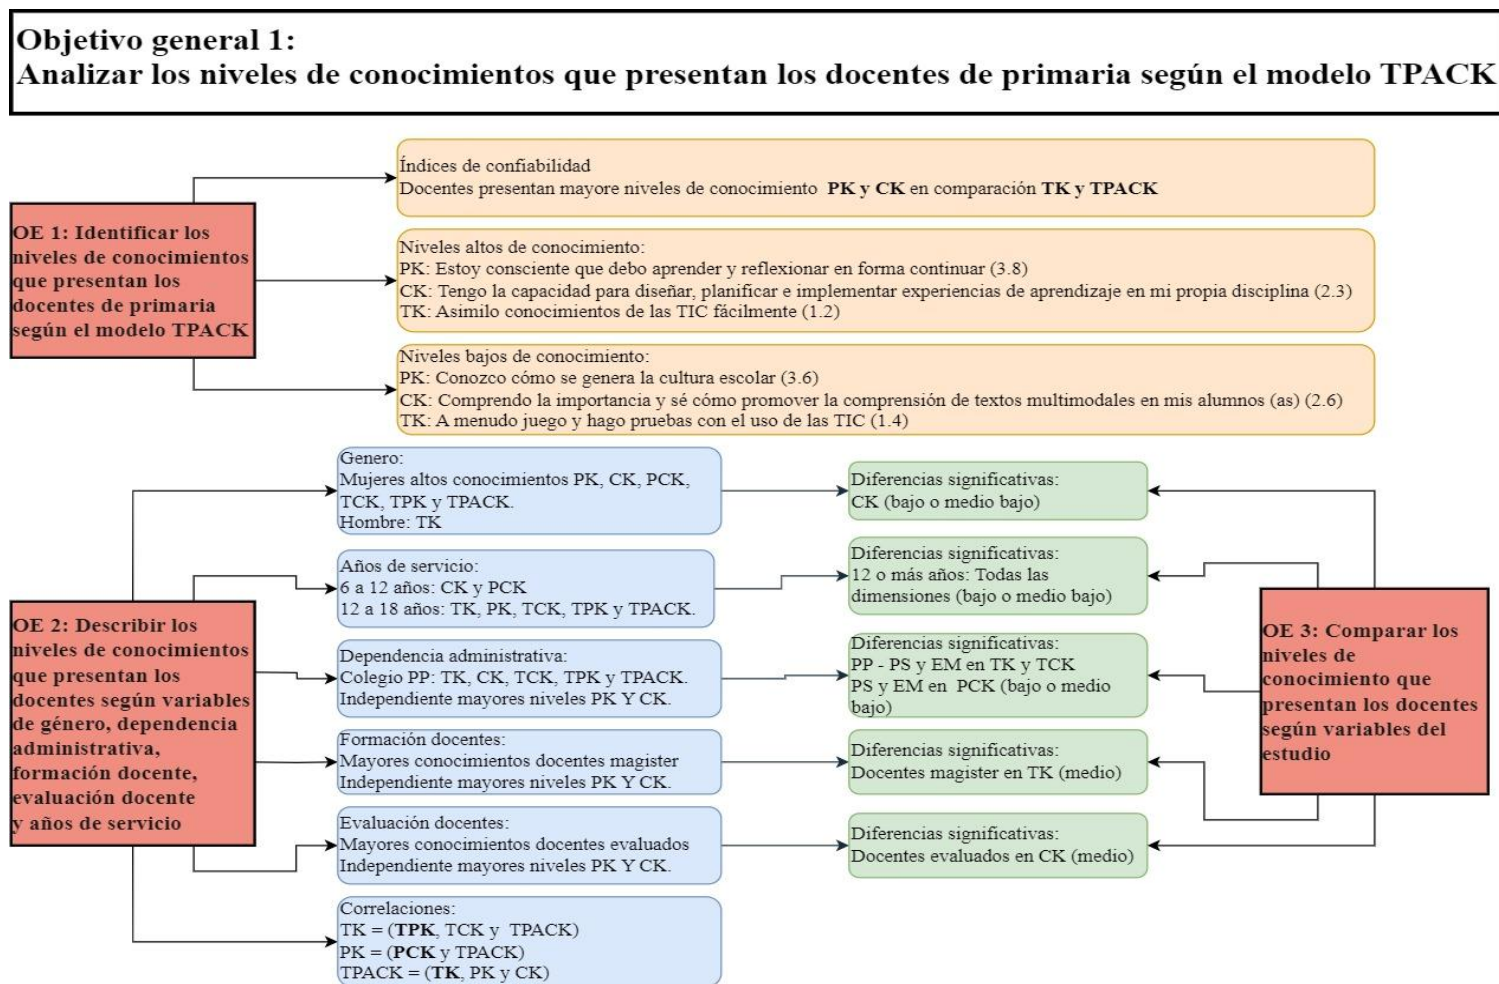 Objetivo general 1:
Analizar los niveles de conocimientos que presentan los docentes de primaria según el modelo TPACK
OE 1: Identificar los
niveles de conocimientos
que presentan los
docentes de primaria
según el modelo TPACK
Índices de confiabilidad
Docentes presentan mayore niveles de conocimiento PK y CK en comparación TK y TPACK
Niveles altos de conocimiento:
PK: Estoy consciente que debo aprender y reflexionar en forma continuar (3.8)
CK: Tengo la capacidad para diseñar, planificar e implementar experiencias de aprendizaje en mi propia disciplina (2.3)
TK: Asimilo conocimientos de las TIC fácilmente (1.2)
Niveles bajos de conocimiento:
PK: Conozco cómo se genera la cultura escolar (3.6)
CK: Comprendo la importancia y sé cómo promover la comprensión de textos multimodales en mis alumnos (as) (2.6)
TK: A menudo juego y hago pruebas con el uso de las TIC (1.4)
OE 2: Describir los
niveles de conocimientos
que presentan los
docentes según variables
de género, dependencia
administrativa,
formación docente,
evaluación docente
y años de servicio
Genero:
Mujeres altos conocimientos PK, CK, PCK,
TCK, TPK y TPACK.
Hombre: TK
Años de servicio:
6 a 12 años: CK y PCK
12 a 18 años: TK, PK, TCK, TPK y TPACK.
Dependencia administrativa:
Colegio PP: TK, CK, TCK, TPK y TPACK.
Independiente mayores niveles PK Y CK.
Formación docentes:
Mayores conocimientos docentes magister
Independiente mayores niveles PK Y CK.
Evaluación docentes:
Mayores conocimientos docentes evaluados
Independiente mayores niveles PK Y CK.
Correlaciones:
TK = (TPK, TCK y TPACK)
PK = (PCK y TPACK)
TPACK = (TK, PK y CK)
Diferencias significativas:
CK (bajo o medio bajo)
Diferencias significativas:
12 o más años: Todas las
dimensiones (bajo o medio bajo)
Diferencias significativas:
PP - PS y EM en TK y TCK
PS y EM en PCK (bajo o medio
bajo)
Diferencias significativas:
Docentes magister en TK (medio)
Diferencias significativas:
Docentes evaluados en CK (medio)
OE 3: Comparar los
niveles de
conocimiento que
presentan los docentes
según variables del
estudio